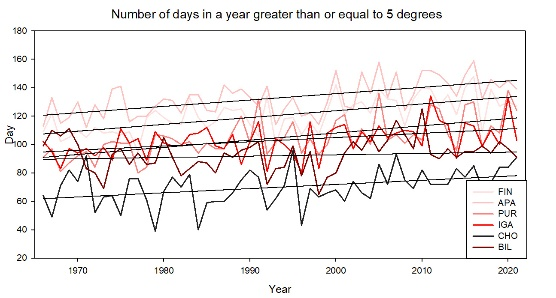 Number of days in a year greater than or equal to 5 degrees
180
160
140
120
100
80
60
40
20
Day
1970
1980
1990
2000
2010
2020
Year
FIN
APA
PUR
IGA
CHO
BIL